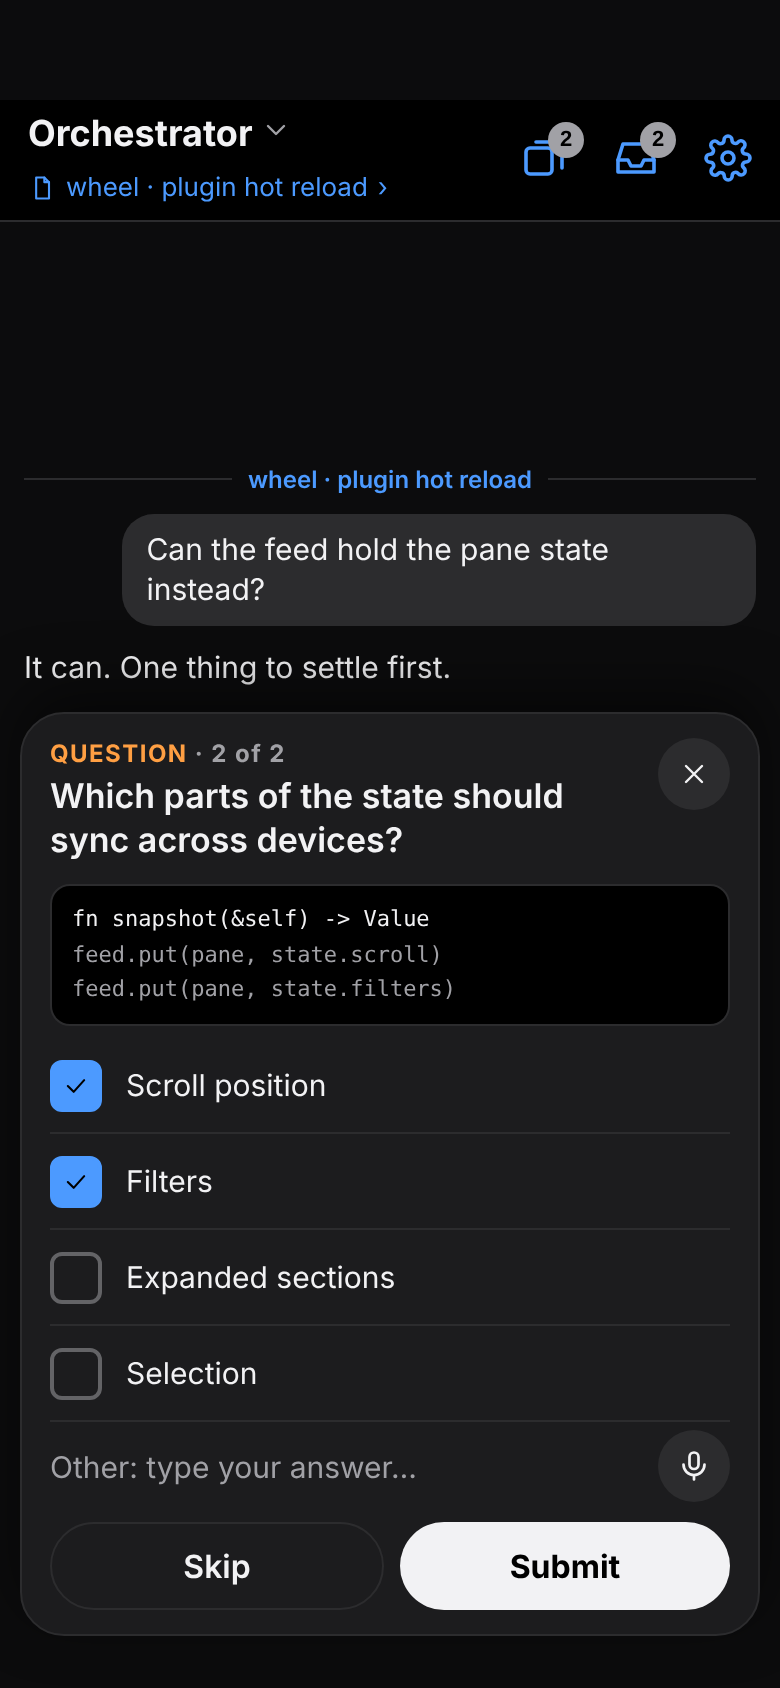 Orchestrator
2
2
wheel · plugin hot reload ›
wheel · plugin hot reload
Can the feed hold the pane state
instead?
It can. One thing to settle first.
QUESTION · 2 of 2
Which parts of the state should
sync across devices?
fn snapshot(&self) -> Value
feed.put(pane, state.scroll)
feed.put(pane, state.filters)
Scroll position
Filters
Expanded sections
Selection
Other: type your answer...
Skip
Submit